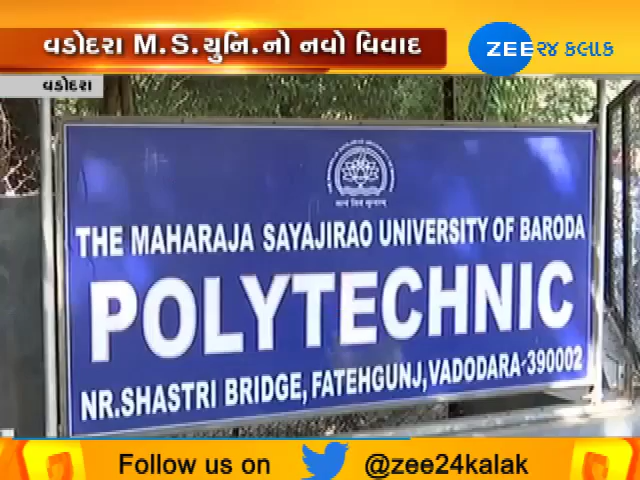 વડોદરા M.S.યુનિ.નો નવો વિવાદ
ZEE ૨૪ કલાક
વડોદરા
THE MAHARAJA SAYAJIRAO UNIVERSITY OF BARODA
POLYTECHNIC
NR.SHASTRI BRIDGE, FATEHGUNJ, VADODARA-390002
Follow us on @zee24kalak